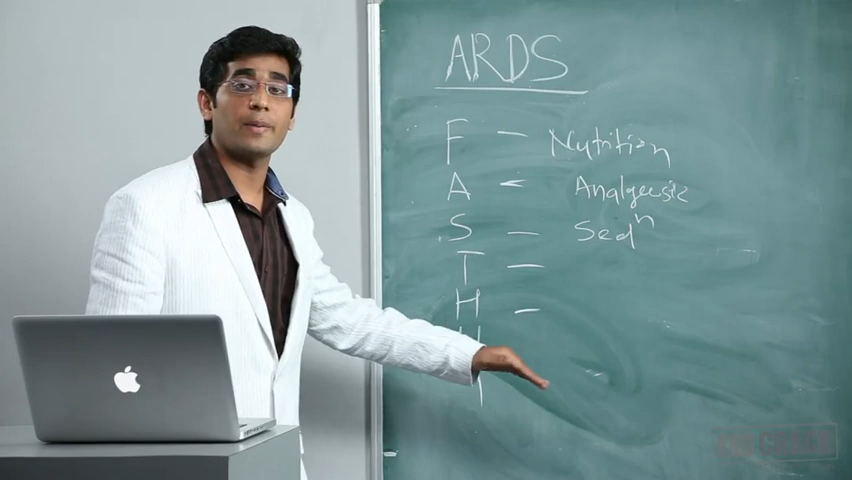 ARDS
F – Nutrition
A – Analgesic
S – Sedⁿ
T –
H –